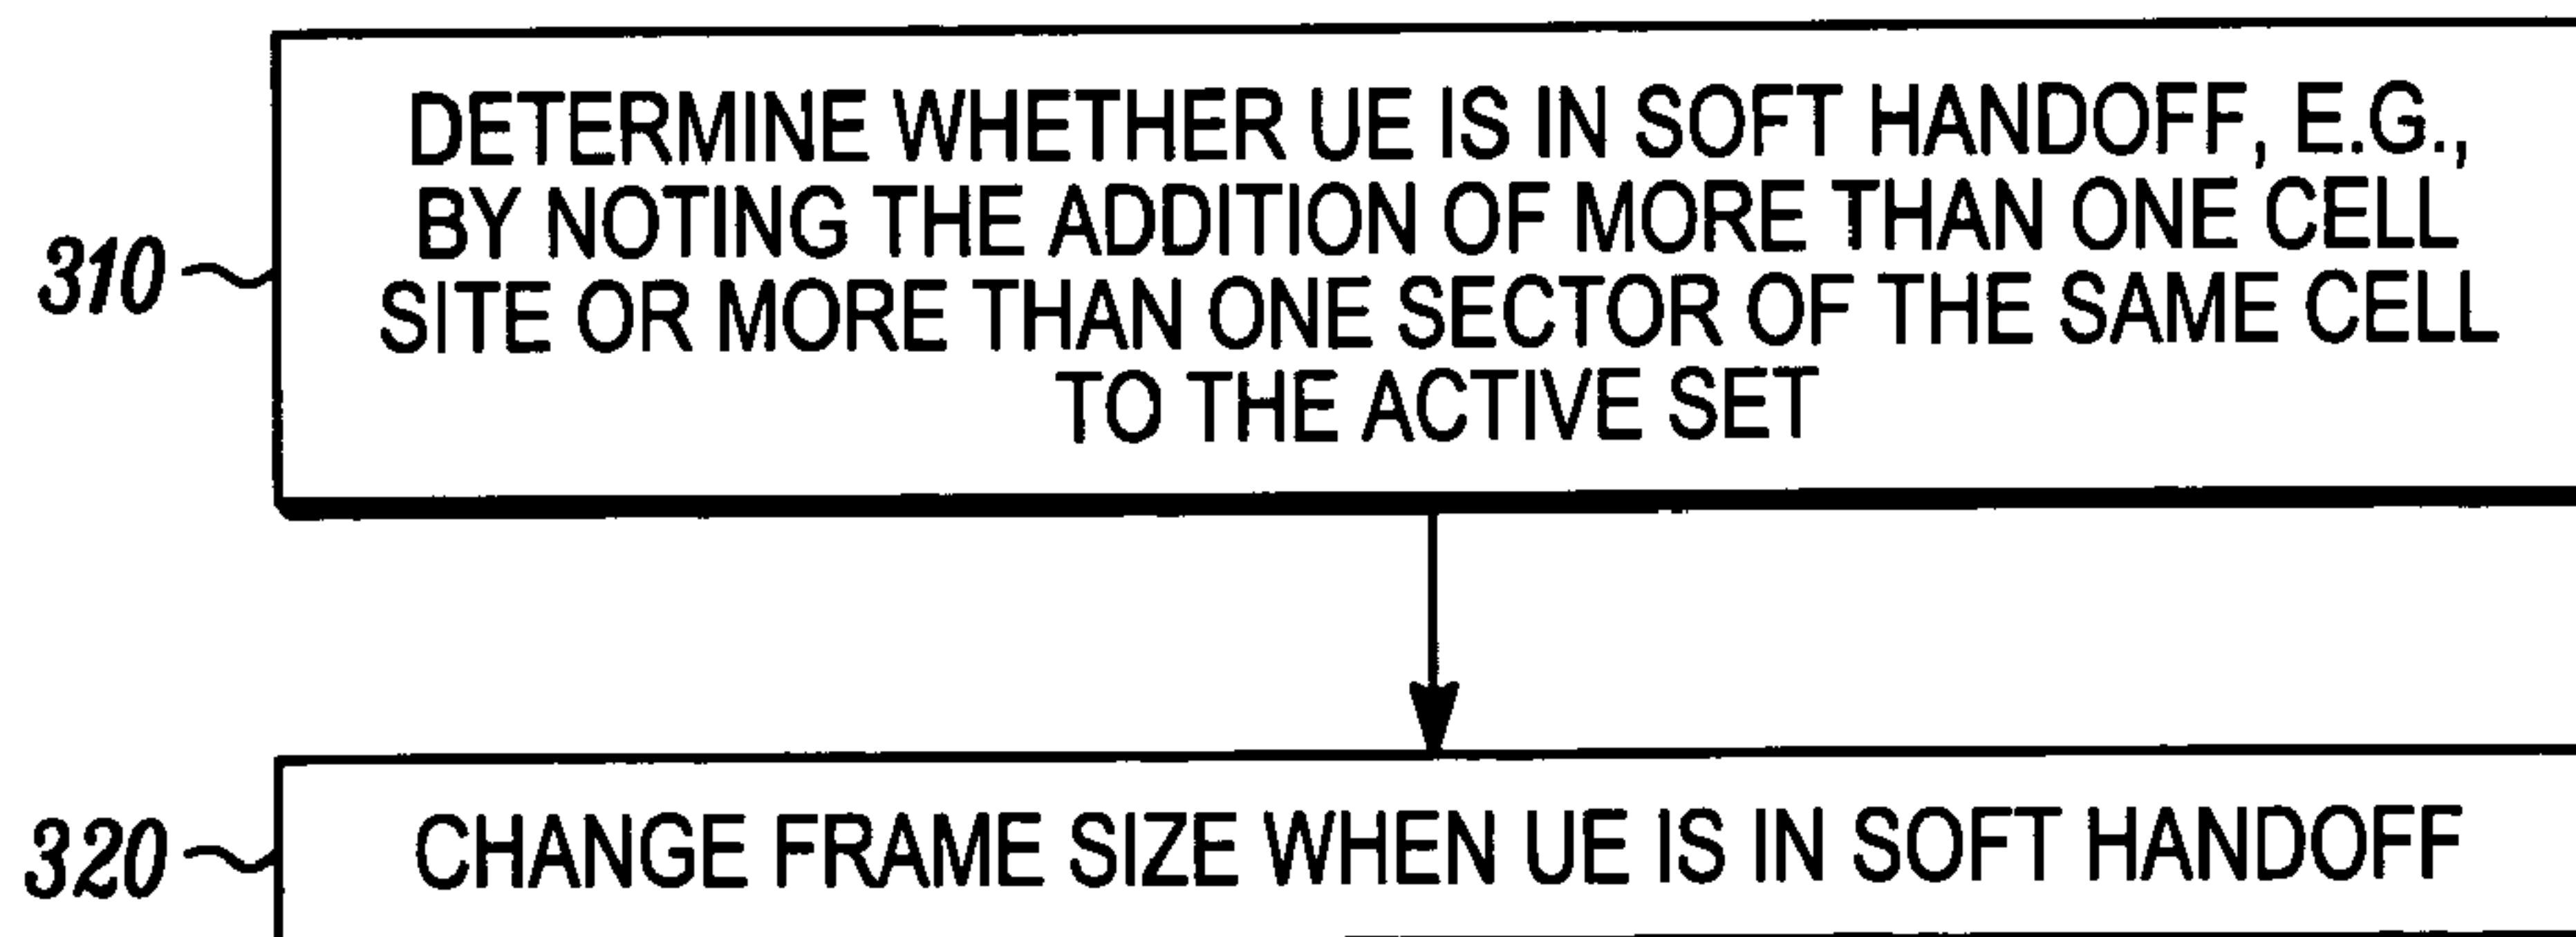 DETERMINE WHETHER UE IS IN SOFT HANDOFF, E.G.,
BY NOTING THE ADDITION OF MORE THAN ONE CELL
310
SITE OR MORE THAN ONE SECTOR OF THE SAME CELL
TO THE ACTIVE SET
320
CHANGE FRAME SIZE WHEN UE IS IN SOFT HANDOFF